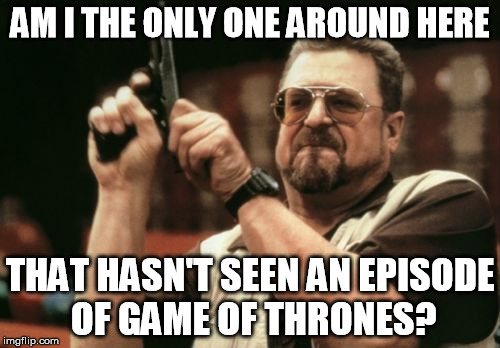 AM I THE ONLY ONE AROUND HERE
THAT HASN'T SEEN AN EPISODE
OF GAME OF THRONES?
imgflip.com